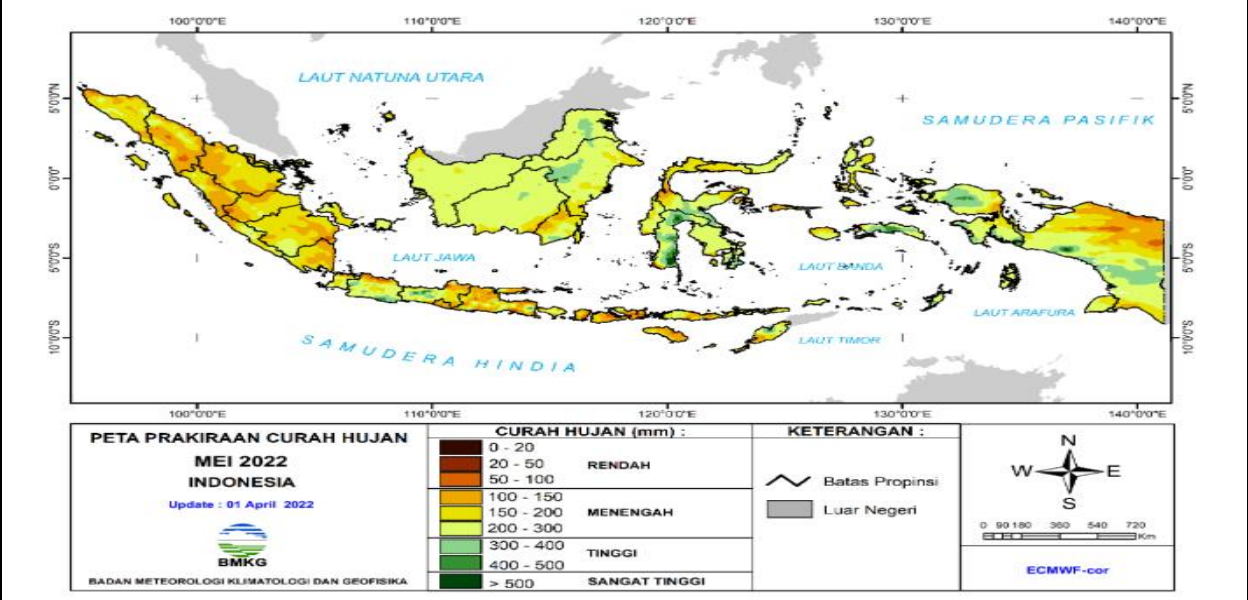 100°0'0"E 110°0'0"E 120°0'0"E 130°0'0"E 140°0'0"E
LAUT NATUNA UTARA
5°0'0"N 5°0'0"N
SAMUDERA PASIFIK
0°0'0" 0°0'0"
LAUT JAWA
LAUT BANDA
5°0'0"S 5°0'0"S
LAUT ARAFURA
SAMUDERA HINDIA
LAUT TIMOR
10°0'0"S 10°0'0"S
100°0'0"E 110°0'0"E 120°0'0"E 130°0'0"E 140°0'0"E
PETA PRAKIRAAN CURAH HUJAN
MEI 2022
INDONESIA
Update : 01 April 2022
BMKG
BADAN METEOROLOGI KLIMATOLOGI DAN GEOFISIKA
CURAH HUJAN (mm) :
0 - 20
20 - 50 RENDAH
50 - 100
100 - 150
150 - 200 MENENGAH
200 - 300
300 - 400
TINGGI
400 - 500
> 500 SANGAT TINGGI
KETERANGAN :
Batas Propinsi
Luar Negeri
N
W E
S
0 90 180 360 540 720
Km
ECMWF-cor